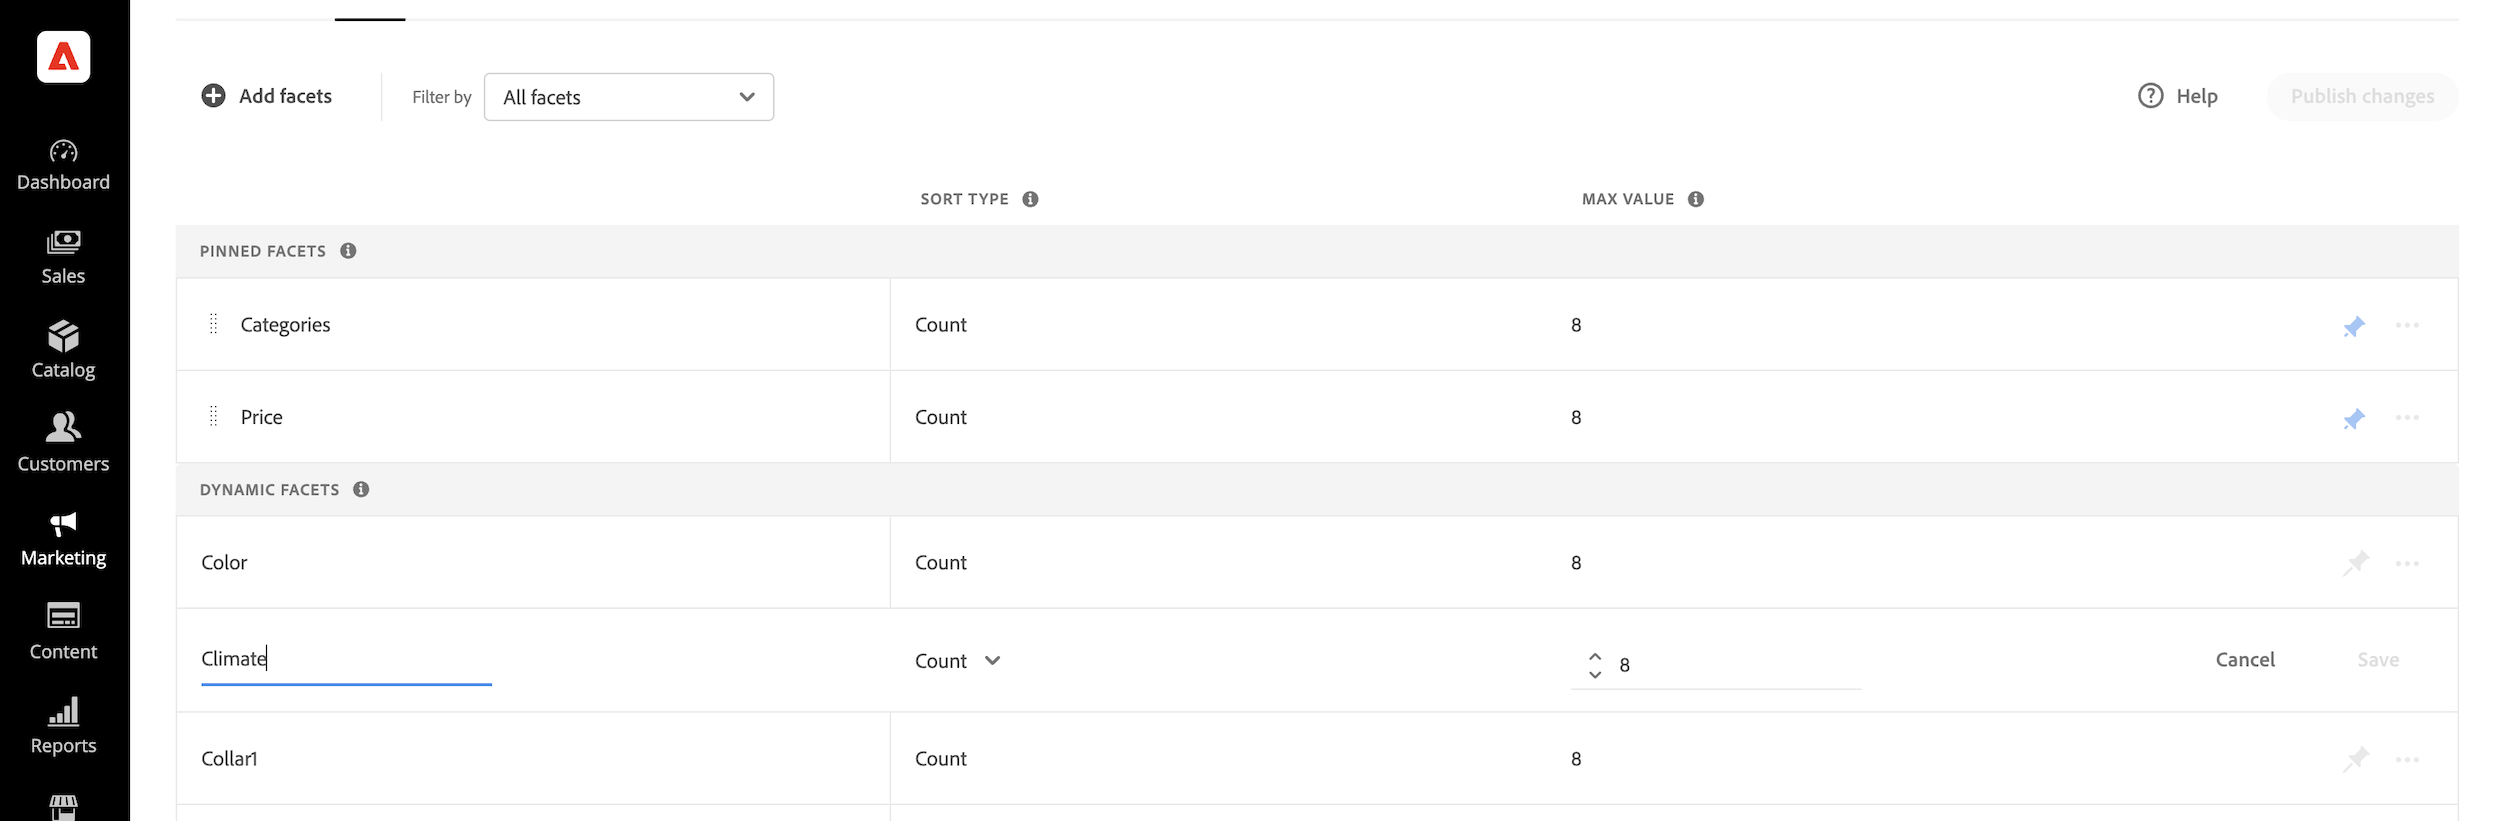 Dashboard
Sales
Catalog
Customers
Marketing
Content
Reports
Add facets
Filter by
All facets
Help
Publish changes
SORT TYPE
MAX VALUE
PINNED FACETS
Categories
Count
8
Price
Count
8
DYNAMIC FACETS
Color
Count
8
Climate
Count
8
Cancel
Save
Collar1
Count
8